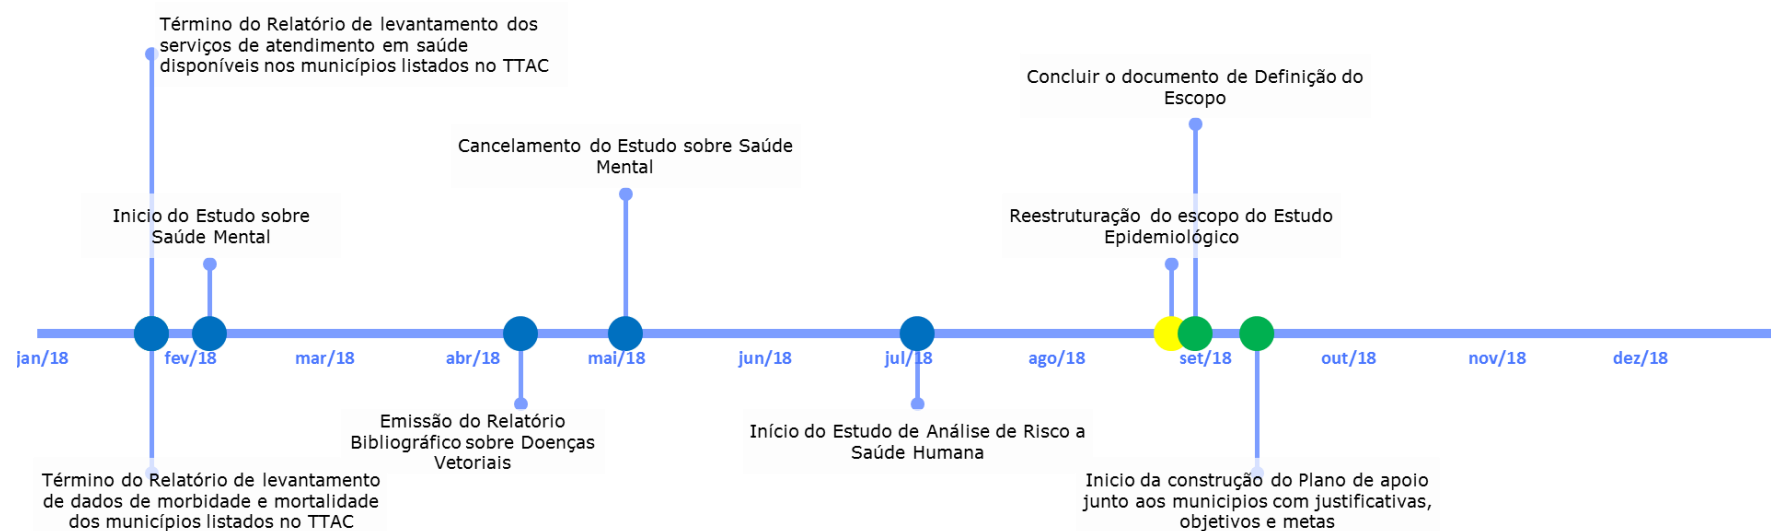 Término do Relatório de levantamento dos
serviços de atendimento em saúde
disponíveis nos municípios listados no TTAC
Concluir o documento de Definição do
Escopo
Cancelamento do Estudo sobre Saúde
Mental
Inicio do Estudo sobre
Saúde Mental
Reestruturação do escopo do Estudo
Epidemiológico
jan/18
fev/18
mar/18
abr/18
mai/18
jun/18
jul/18
ago/18
set/18
out/18
nov/18
dez/18
Emissão do Relatório
Bibliográfico sobre Doenças
Vetoriais
Início do Estudo de Análise de Risco a
Saúde Humana
Término do Relatório de levantamento
de dados de morbidade e mortalidade
dos municípios listados no TTAC
Inicio da construção do Plano de apoio
junto aos municipios com justificativas,
objetivos e metas